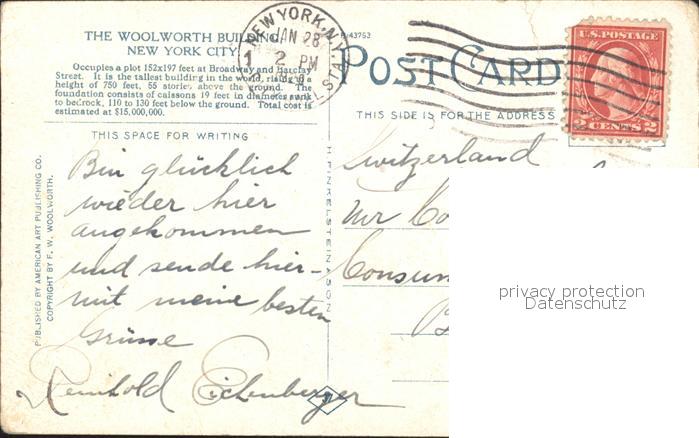 THE WOOLWORTH BUILDING,
NEW YORK CITY
Occupies a plot 152x197 feet at Broadway and Barclay
Street. It is the tallest building in the world, rising to a
height of 750 feet, 55 stories above the ground. The
foundation consists of caissons 19 feet in diameter sunk
to bedrock, 110 to 130 feet below the ground. Total cost is
estimated at $15,000,000.
NEW YORK, N.Y.
JAN 28
2 PM
STA.
POST CARD
U.S. POSTAGE
2 CENTS 2
THIS SPACE FOR WRITING
THIS SIDE IS FOR THE ADDRESS
PUBLISHED BY AMERICAN ART PUBLISHING CO.
COPYRIGHT BY F. W. WOOLWORTH.
H. FINKELSTEIN & SON
Bin glücklich
wieder hier
angekommen
und sende hier-
mit meine besten
Grüsse
Reinhold Eichenberger
Switzerland
Mr
Consum
privacy protection
Datenschutz